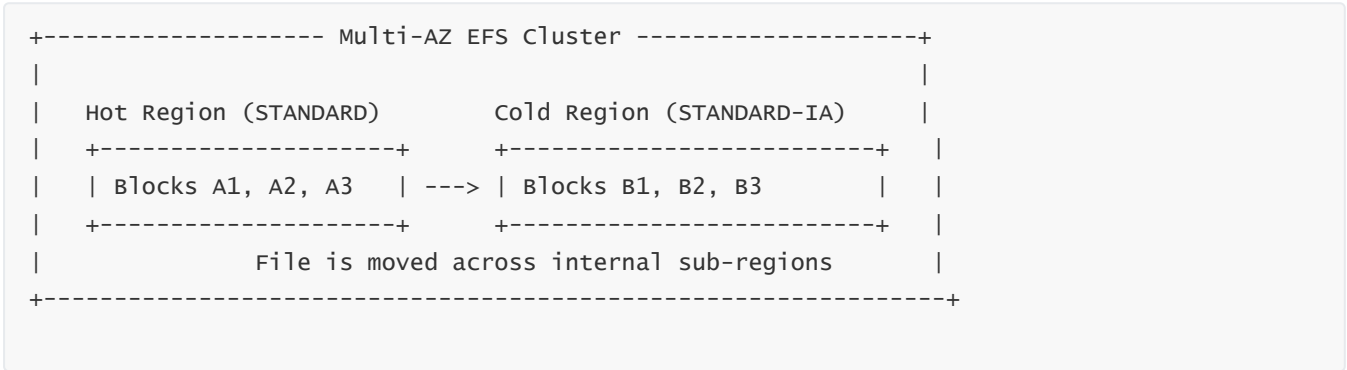 +-------------------- Multi-AZ EFS Cluster --------------------+
|                                                              |
|   Hot Region (STANDARD)        Cold Region (STANDARD-IA)     |
|   +---------------------+      +--------------------------+   |
|   | Blocks A1, A2, A3   | ---> | Blocks B1, B2, B3        |   |
|   +---------------------+      +--------------------------+   |
|               File is moved across internal sub-regions       |
+----------------------------------------------------------------+